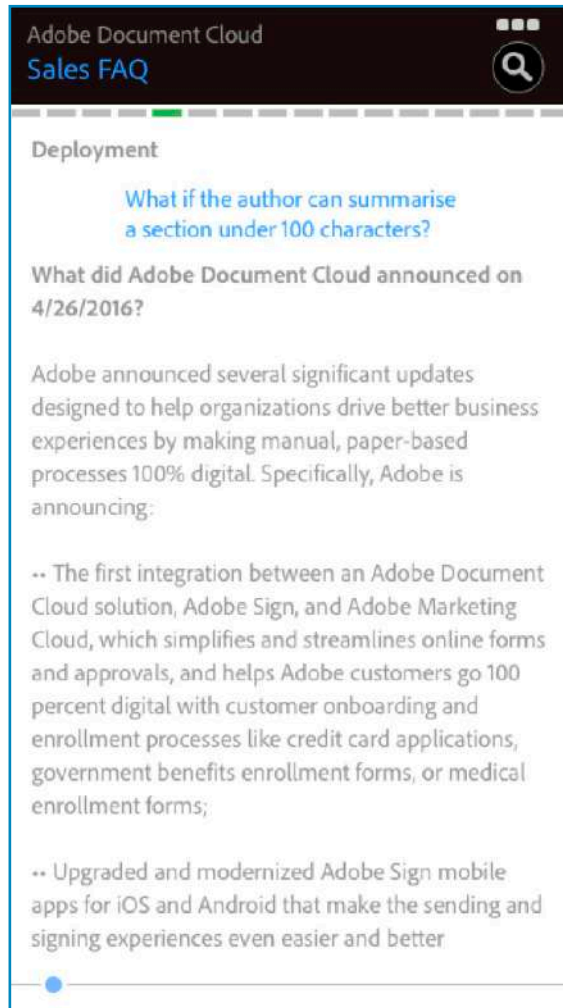 Adobe Document Cloud
Sales FAQ
Deployment
What if the author can summarise
a section under 100 characters?
What did Adobe Document Cloud announced on
4/26/2016?
Adobe announced several significant updates
designed to help organizations drive better business
experiences by making manual, paper-based
processes 100% digital. Specifically, Adobe is
announcing:
•• The first integration between an Adobe Document
Cloud solution, Adobe Sign, and Adobe Marketing
Cloud, which simplifies and streamlines online forms
and approvals, and helps Adobe customers go 100
percent digital with customer onboarding and
enrollment processes like credit card applications,
government benefits enrollment forms, or medical
enrollment forms;
•• Upgraded and modernized Adobe Sign mobile
apps for iOS and Android that make the sending and
signing experiences even easier and better